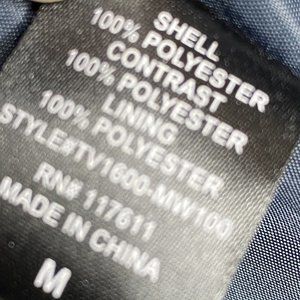 SHELL
100% POLYESTER
CONTRAST
100% POLYESTER
LINING
100% POLYESTER
STYLE#TV1600-MW100
RN# 117611
MADE IN CHINA
M